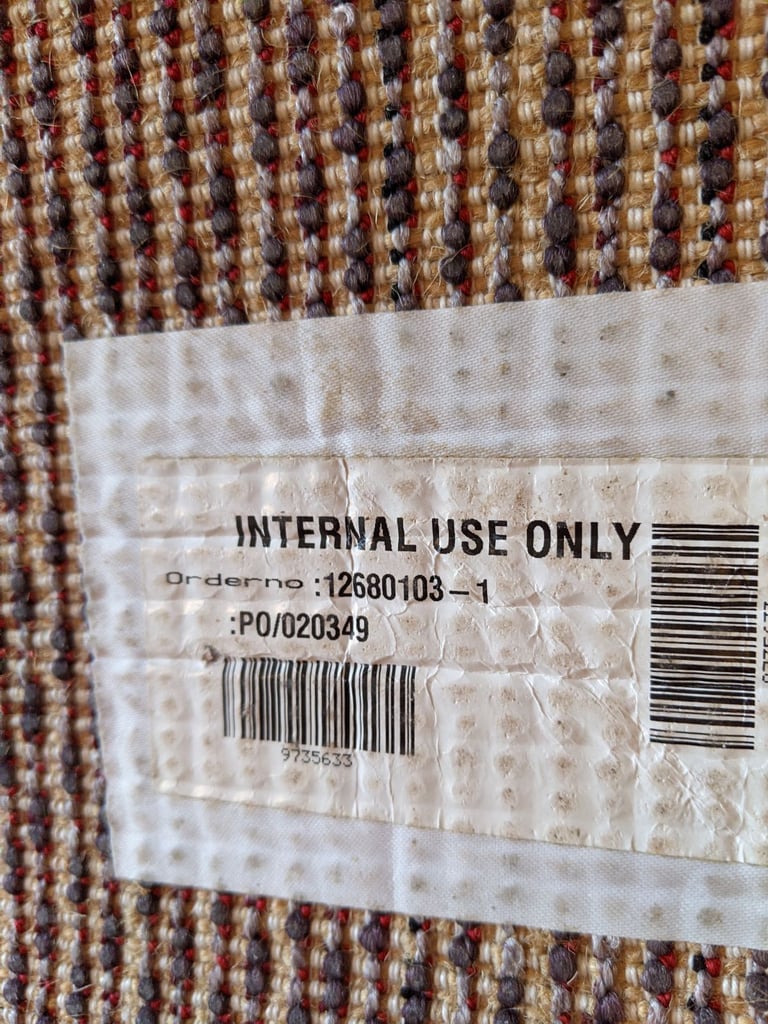 INTERNAL USE ONLY
Orderno :12680103-1
:PO/020349
9735633